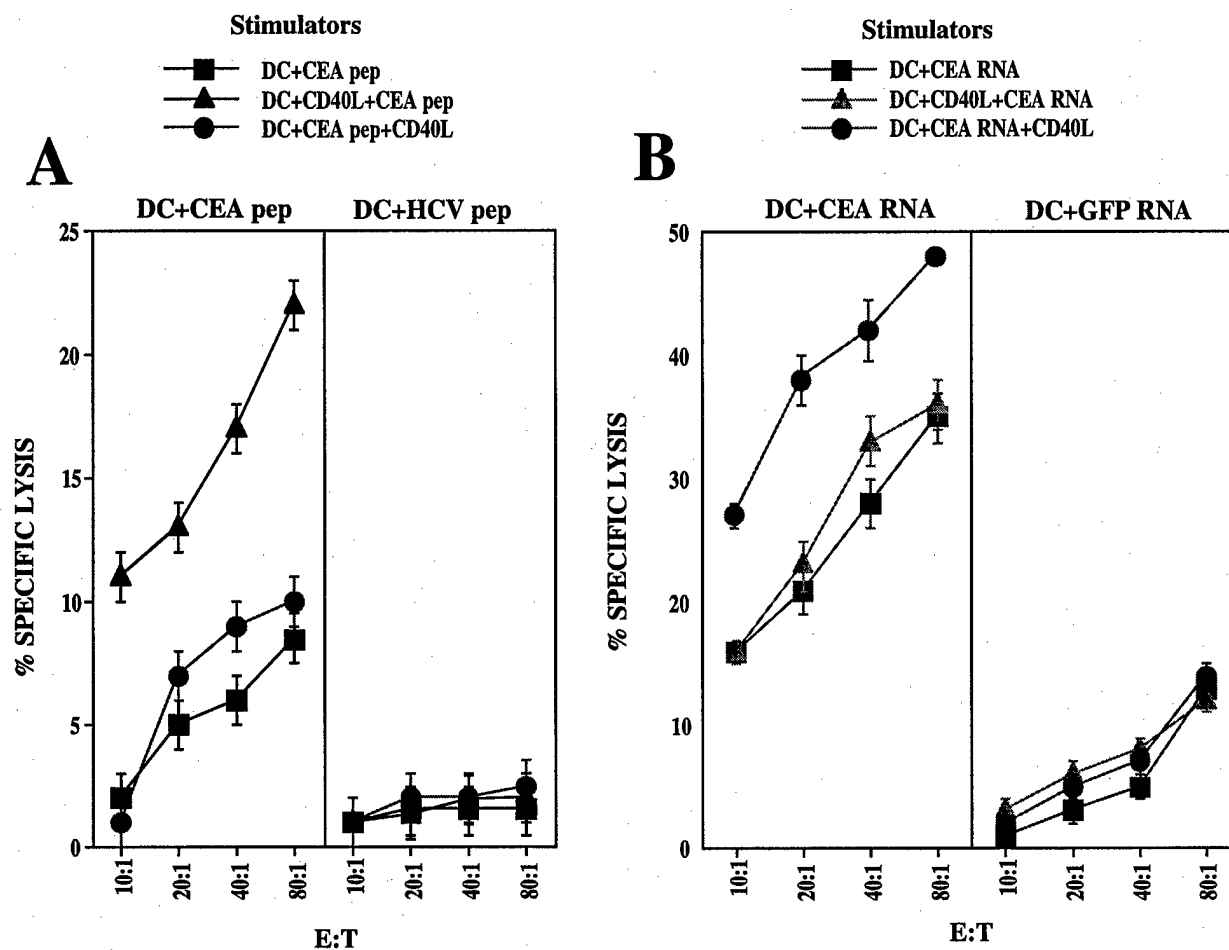 Stimulators
DC+CEA pep
DC+CD40L+CEA pep
DC+CEA pep+CD40L
A
DC+CEA pep
DC+HCV pep
25
20
15
10
5
0
% SPECIFIC LYSIS
10:1
20:1
40:1
80:1
10:1
20:1
40:1
80:1
E:T
Stimulators
DC+CEA RNA
DC+CD40L+CEA RNA
DC+CEA RNA+CD40L
B
DC+CEA RNA
DC+GFP RNA
50
40
30
20
10
0
% SPECIFIC LYSIS
10:1
20:1
40:1
80:1
10:1
20:1
40:1
80:1
E:T